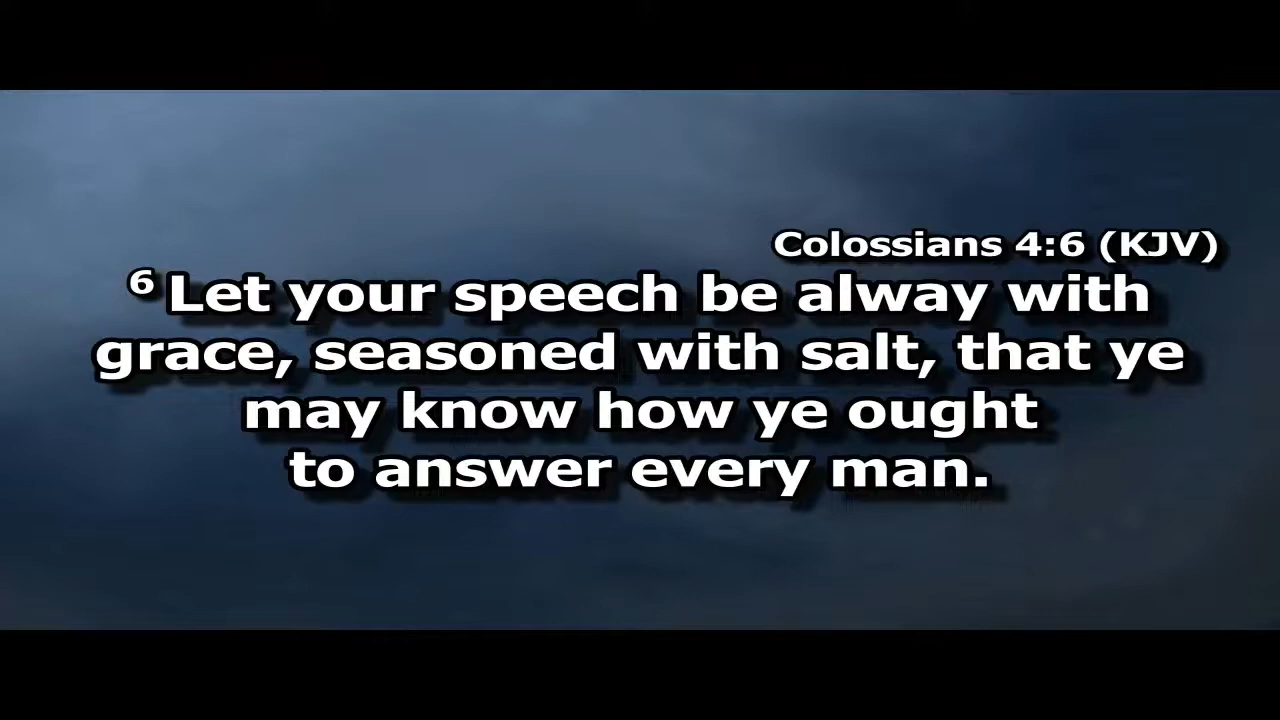 Colossians 4:6 (KJV)
6 Let your speech be alway with
grace, seasoned with salt, that ye
may know how ye ought
to answer every man.